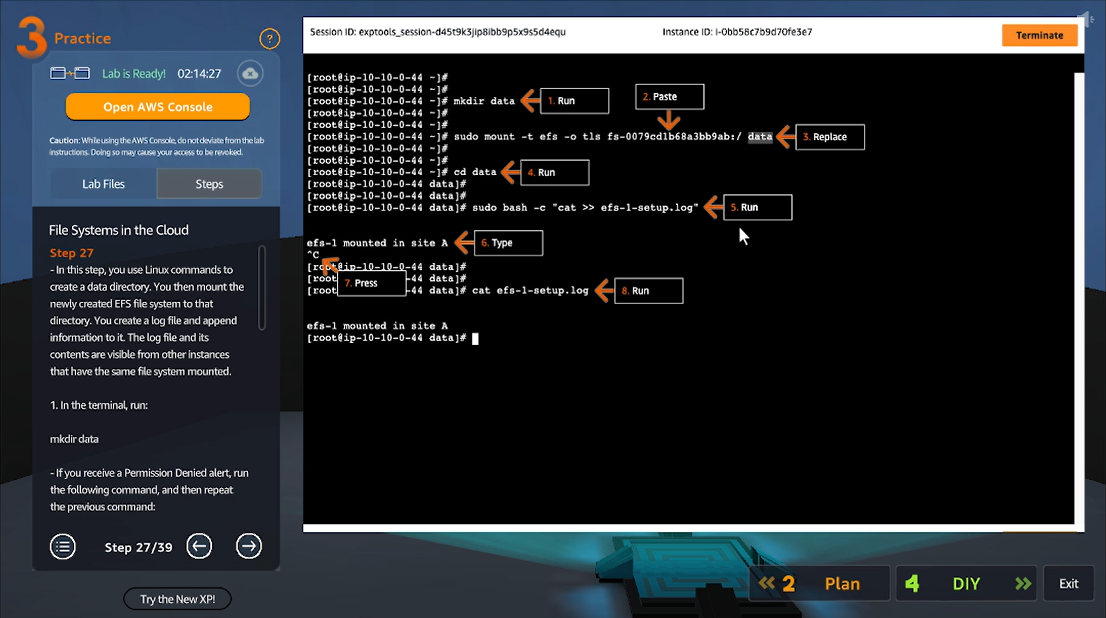 3 Practice
?
Lab is Ready! 02:14:27
Open AWS Console
Caution: While using the AWS Console, do not deviate from the lab
instructions. Doing so may cause your access to be revoked.
Lab Files
Steps
File Systems in the Cloud
Step 27
- In this step, you use Linux commands to
create a data directory. You then mount the
newly created EFS file system to that
directory. You create a log file and append
information to it. The log file and its
contents are visible from other instances
that have the same file system mounted.
1. In the terminal, run:
mkdir data
- If you receive a Permission Denied alert, run
the following command, and then repeat
the previous command:
Step 27/39
Try the New XP!
Session ID: exptools_session-d45t9k3jip8ibb9p5x9s5d4equ
Instance ID: i-0bb58c7b9d70fe3e7
Terminate
[root@ip-10-10-0-44 ~]#
[root@ip-10-10-0-44 ~]#
[root@ip-10-10-0-44 ~]# mkdir data
1. Run
2. Paste
[root@ip-10-10-0-44 ~]#
[root@ip-10-10-0-44 ~]#
[root@ip-10-10-0-44 ~]# sudo mount -t efs -o tls fs-0079cd1b68a3bb9ab:/ data
3. Replace
[root@ip-10-10-0-44 ~]#
[root@ip-10-10-0-44 ~]#
[root@ip-10-10-0-44 ~]# cd data
4. Run
[root@ip-10-10-0-44 data]#
[root@ip-10-10-0-44 data]#
[root@ip-10-10-0-44 data]# sudo bash -c "cat >> efs-1-setup.log"
5. Run
efs-1 mounted in site A
6. Type
^C
[root@ip-10-10-0-44 data]#
7. Press
[root@ip-10-10-0-44 data]#
[root@ip-10-10-0-44 data]# cat efs-1-setup.log
8. Run
efs-1 mounted in site A
[root@ip-10-10-0-44 data]#
2 Plan
4 DIY
Exit